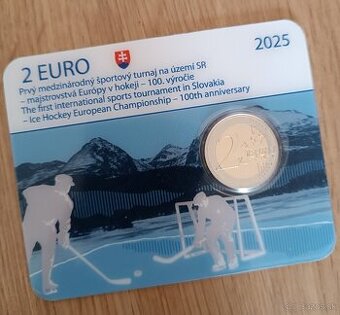 2 EURO
2025
Prvý medzinárodný športový turnaj na území SR
– majstrovstvá Európy v hokeji – 100. výročie
The first international sports tournament in Slovakia
– Ice Hockey European Championship – 100th anniversary
2 EURO